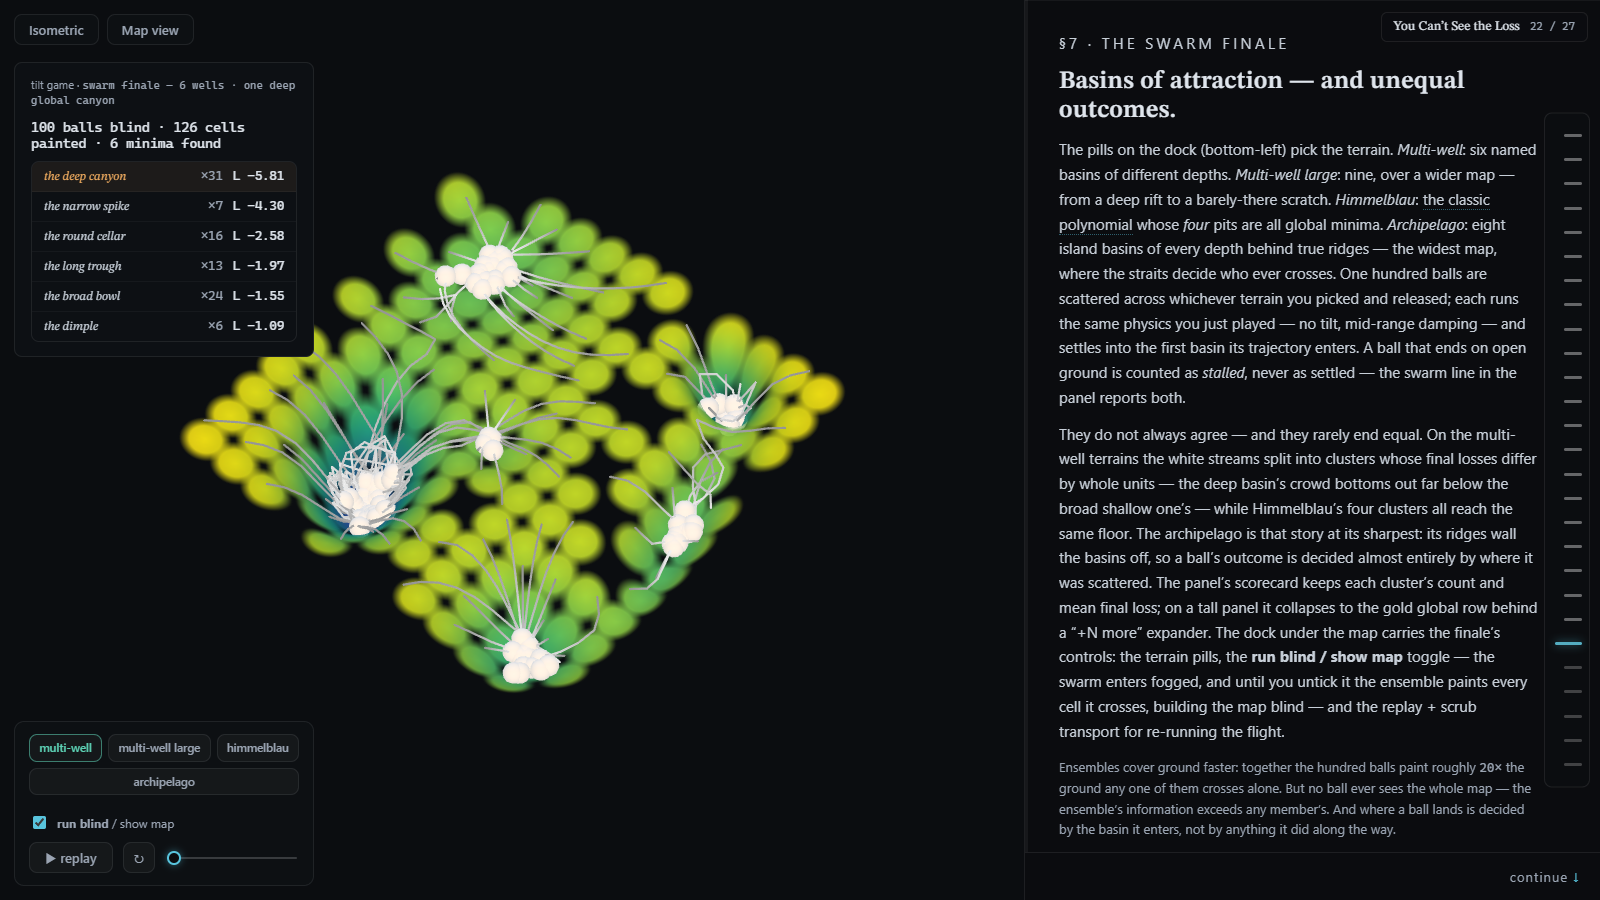 Isometric
Map view
tilt game · swarm finale — 6 wells · one deep
global canyon
100 balls blind · 126 cells
painted · 6 minima found
the deep canyon ×31 L −5.81
the narrow spike ×7 L −4.30
the round cellar ×16 L −2.58
the long trough ×13 L −1.97
the broad bowl ×24 L −1.55
the dimple ×6 L −1.09
multi-well
multi-well large
himmelblau
archipelago
run blind / show map
▶ replay
↻
You Can’t See the Loss 22 / 27
§7 · THE SWARM FINALE
Basins of attraction — and unequal
outcomes.
The pills on the dock (bottom-left) pick the terrain. Multi-well: six named
basins of different depths. Multi-well large: nine, over a wider map —
from a deep rift to a barely-there scratch. Himmelblau: the classic
polynomial whose four pits are all global minima. Archipelago: eight
island basins of every depth behind true ridges — the widest map,
where the straits decide who ever crosses. One hundred balls are
scattered across whichever terrain you picked and released; each runs
the same physics you just played — no tilt, mid-range damping — and
settles into the first basin its trajectory enters. A ball that ends on open
ground is counted as stalled, never as settled — the swarm line in the
panel reports both.
They do not always agree — and they rarely end equal. On the multi-
well terrains the white streams split into clusters whose final losses differ
by whole units — the deep basin’s crowd bottoms out far below the
broad shallow one’s — while Himmelblau’s four clusters all reach the
same floor. The archipelago is that story at its sharpest: its ridges wall
the basins off, so a ball’s outcome is decided almost entirely by where it
was scattered. The panel’s scorecard keeps each cluster’s count and
mean final loss; on a tall panel it collapses to the gold global row behind
a “+N more” expander. The dock under the map carries the finale’s
controls: the terrain pills, the run blind / show map toggle — the
swarm enters fogged, and until you untick it the ensemble paints every
cell it crosses, building the map blind — and the replay + scrub
transport for re-running the flight.
Ensembles cover ground faster: together the hundred balls paint roughly 20× the
ground any one of them crosses alone. But no ball ever sees the whole map — the
ensemble’s information exceeds any member’s. And where a ball lands is decided
by the basin it enters, not by anything it did along the way.
continue ↓